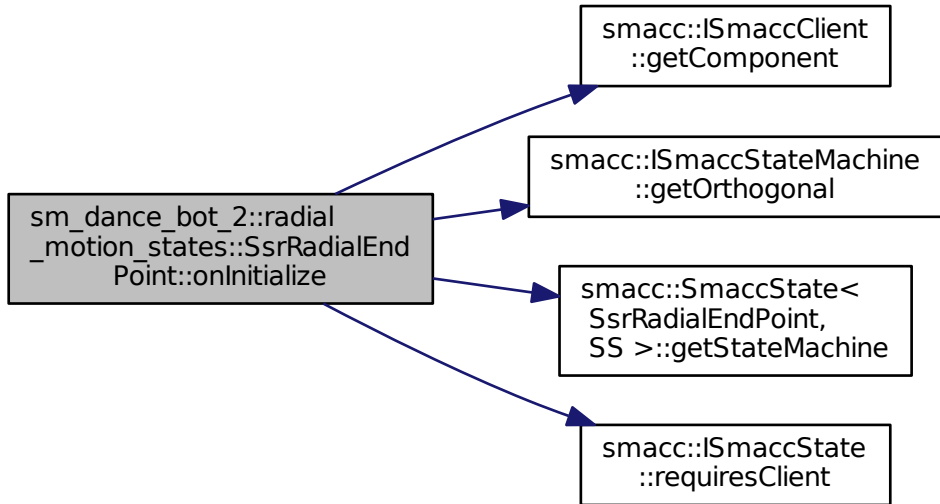 sm_dance_bot_2::radial
_motion_states::SsrRadialEnd
Point::onInitialize
smacc::ISmaccClient
::getComponent
smacc::ISmaccStateMachine
::getOrthogonal
smacc::SmaccState<
SsrRadialEndPoint,
SS >::getStateMachine
smacc::ISmaccState
::requiresClient